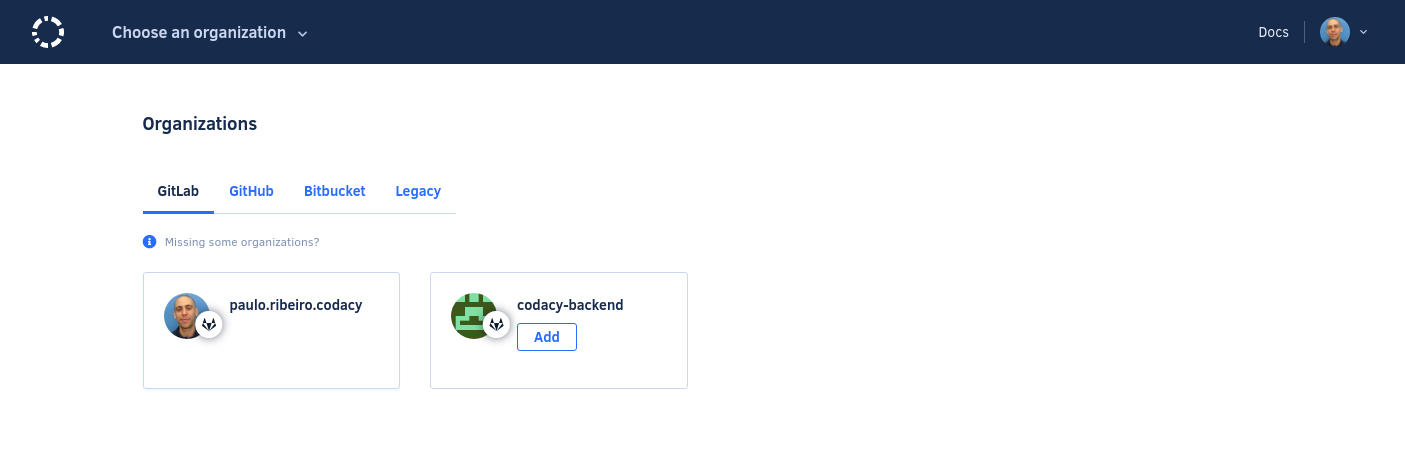 Choose an organization
Docs
Organizations
GitLab GitHub Bitbucket Legacy
Missing some organizations?
paulo.ribeiro.codacy
codacy-backend
Add